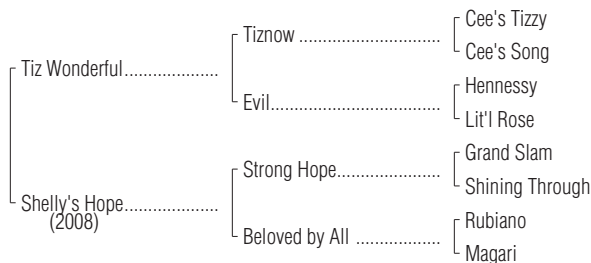 Cee's Tizzy
Tiznow ................................
Cee's Song
Tiz Wonderful.....................
Hennessy
Evil......................................
Lit'l Rose
Grand Slam
Strong Hope.......................
Shining Through
Shelly's Hope.....................
(2008)
Rubiano
Beloved by All ...................
Magari